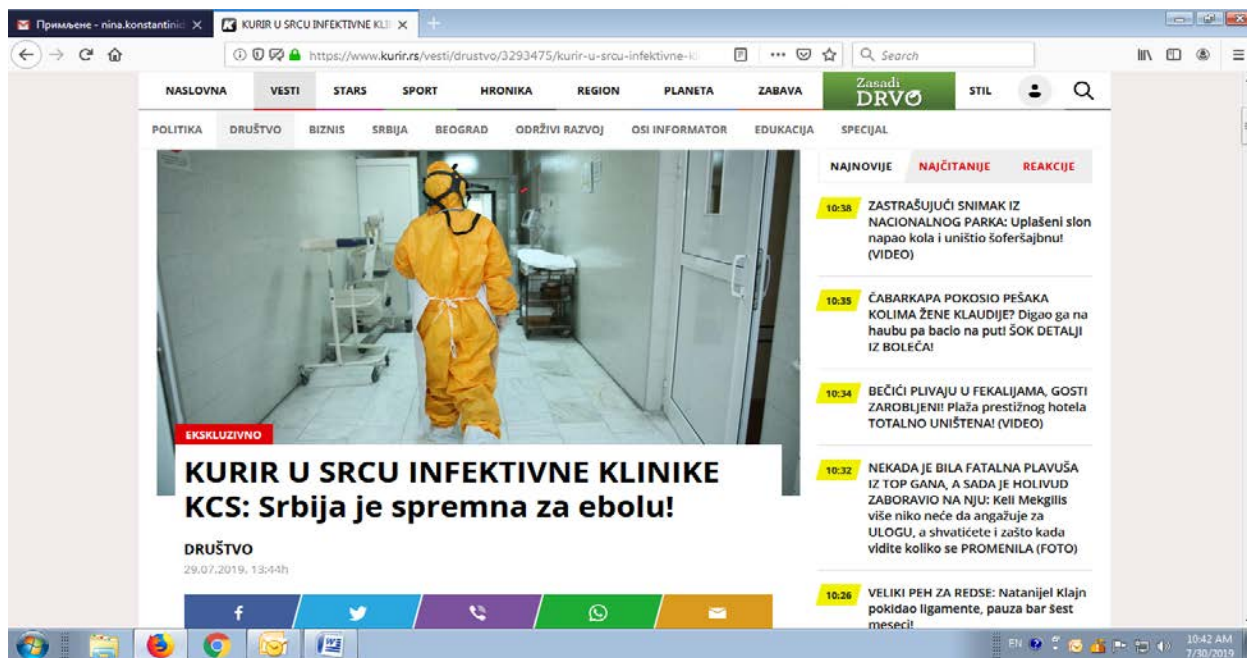 Примљене - nina.konstantinic
KURIR U SRCU INFEKTIVNE KLI
https://www.kurir.rs/vesti/drustvo/3293475/kurir-u-srcu-infektivne-k
Search
NASLOVNA VESTI STARS SPORT HRONIKA REGION PLANETA ZABAVA Zasadi DRVO STIL
POLITIKA DRUŠTVO BIZNIS SRBIJA BEOGRAD ODRŽIVI RAZVOJ OSI INFORMATOR EDUKACIJA SPECIJAL
EKSKLUZIVNO
KURIR U SRCU INFEKTIVNE KLINIKE
KCS: Srbija je spremna za ebolu!
DRUŠTVO
29.07.2019. 13:44h
NAJNOVIJE NAJČITANIJE REAKCIJE
10:38 ZASTRAŠUJUĆI SNIMAK IZ
NACIONALNOG PARKA: Uplašeni slon
napao kola i uništio šoferšajbnu!
(VIDEO)
10:35 ČABARKAPA POKOSIO PEŠAKA
KOLIMA ŽENE KLAUDIJE? Digao ga na
haubu pa bacio na put! ŠOK DETALJI
IZ BOLEČA!
10:34 BEČIĆI PLIVAJU U FEKALIJAMA, GOSTI
ZAROBLJENI! Plaža prestižnog hotela
TOTALNO UNIŠTENA! (VIDEO)
10:32 NEKADA JE BILA FATALNA PLAVUŠA
IZ TOP GANA, A SADA JE HOLIVUD
ZABORAVIO NA NJU: Keli Mekgilis
više niko neće da angažuje za
ULOGU, a shvatićete i zašto kada
vidite koliko se PROMENILA (FOTO)
10:26 VELIKI PEH ZA REDSE: Natanijel Klajn
pokidao ligamente, pauza bar šest
meseci!
EN
10:42 AM
7/30/2019